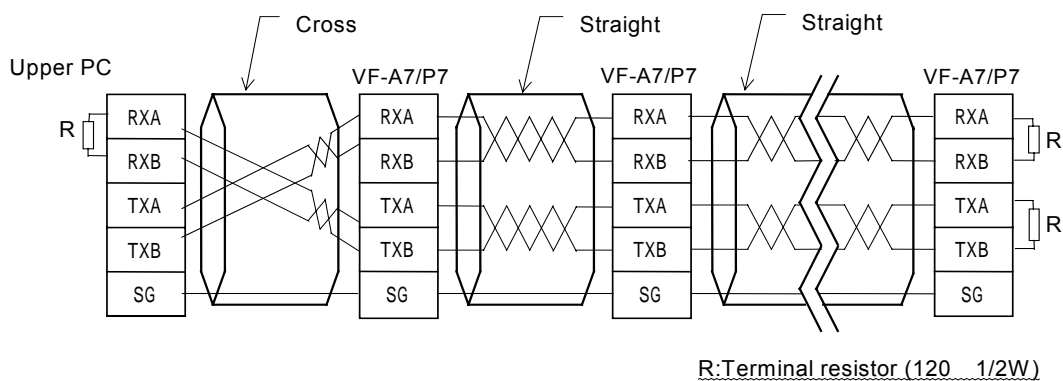 Cross
Straight
Straight
Upper PC
VF-A7/P7
VF-A7/P7
VF-A7/P7
R
RXA
RXB
TXA
TXB
SG
RXA
RXB
TXA
TXB
SG
RXA
RXB
TXA
TXB
SG
RXA
RXB
TXA
TXB
SG
R
R
R:Terminal resistor (120 1/2W)